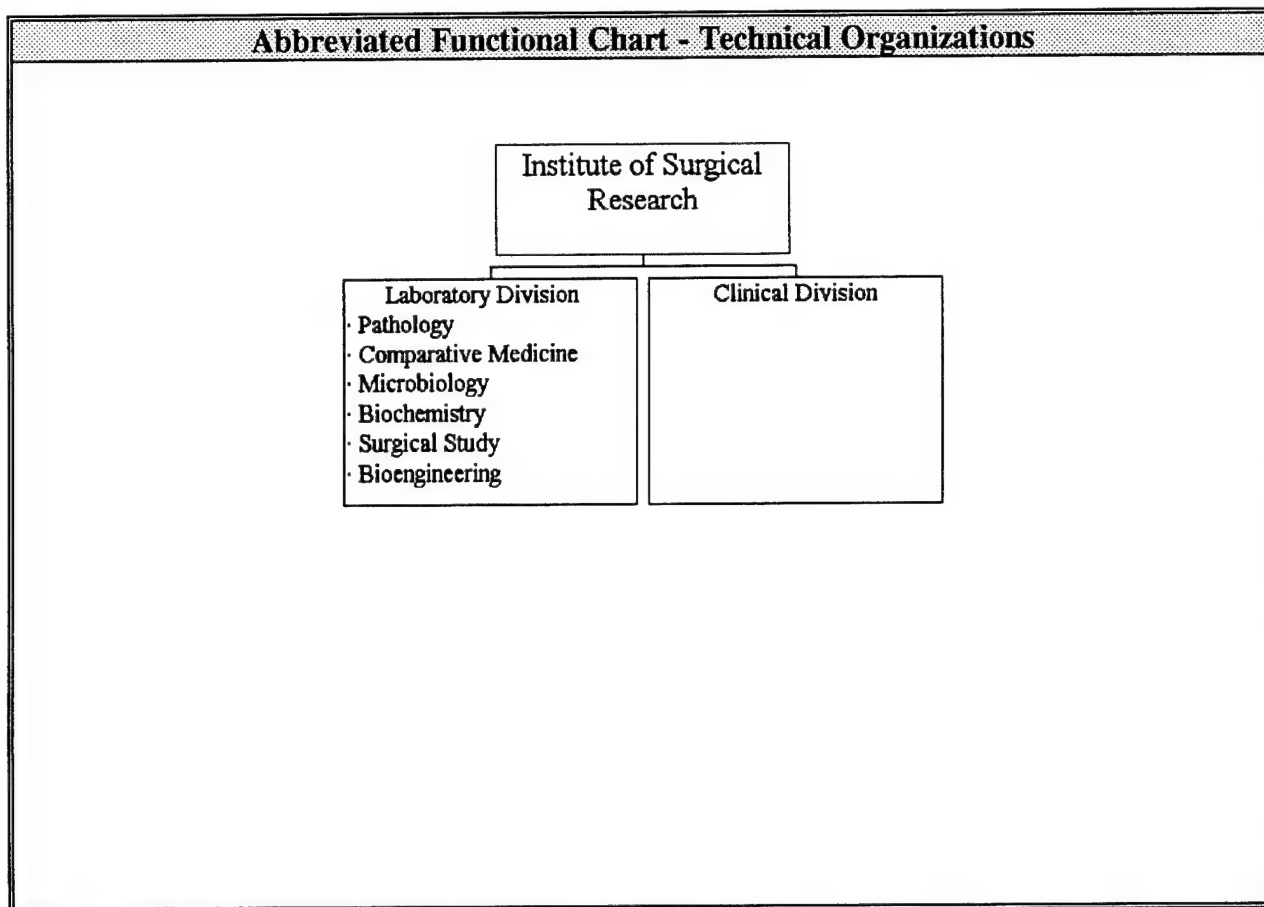 Abbreviated Functional Chart - Technical Organizations
Institute of Surgical
Research
Laboratory Division
· Pathology
· Comparative Medicine
· Microbiology
· Biochemistry
· Surgical Study
· Bioengineering
Clinical Division